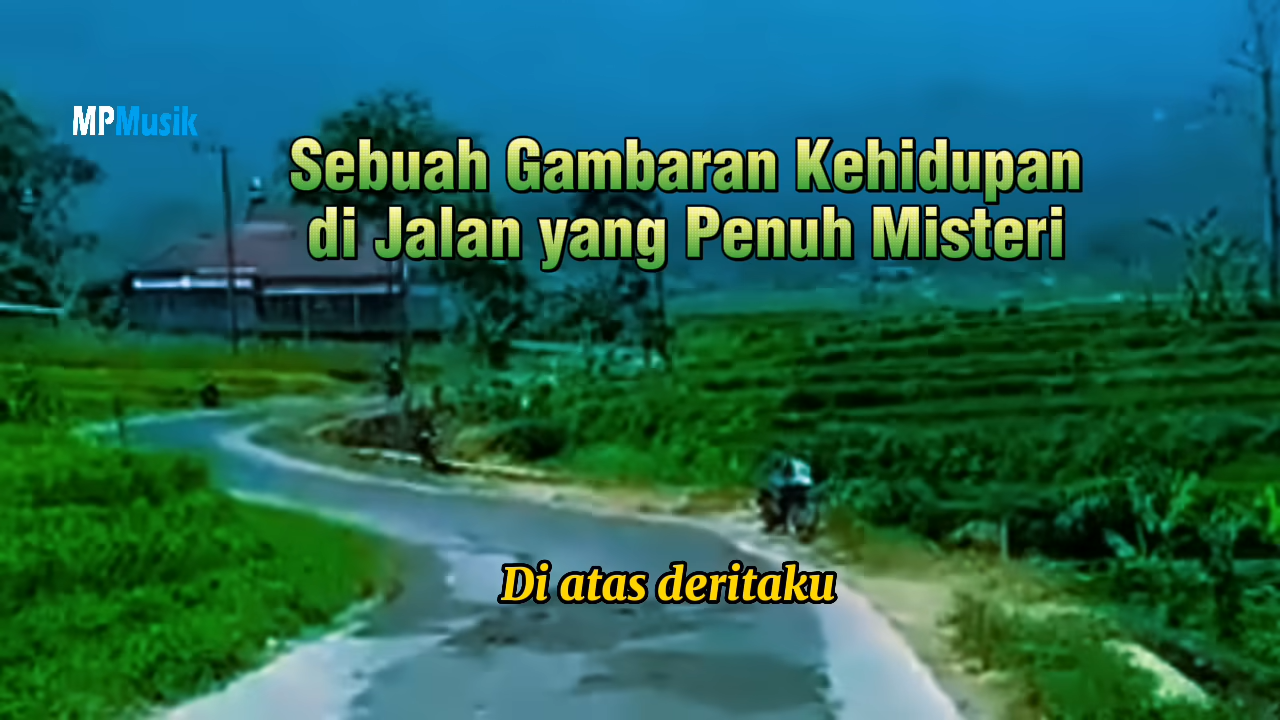 MPMusik
Sebuah Gambaran Kehidupan
di Jalan yang Penuh Misteri
Di atas deritaku